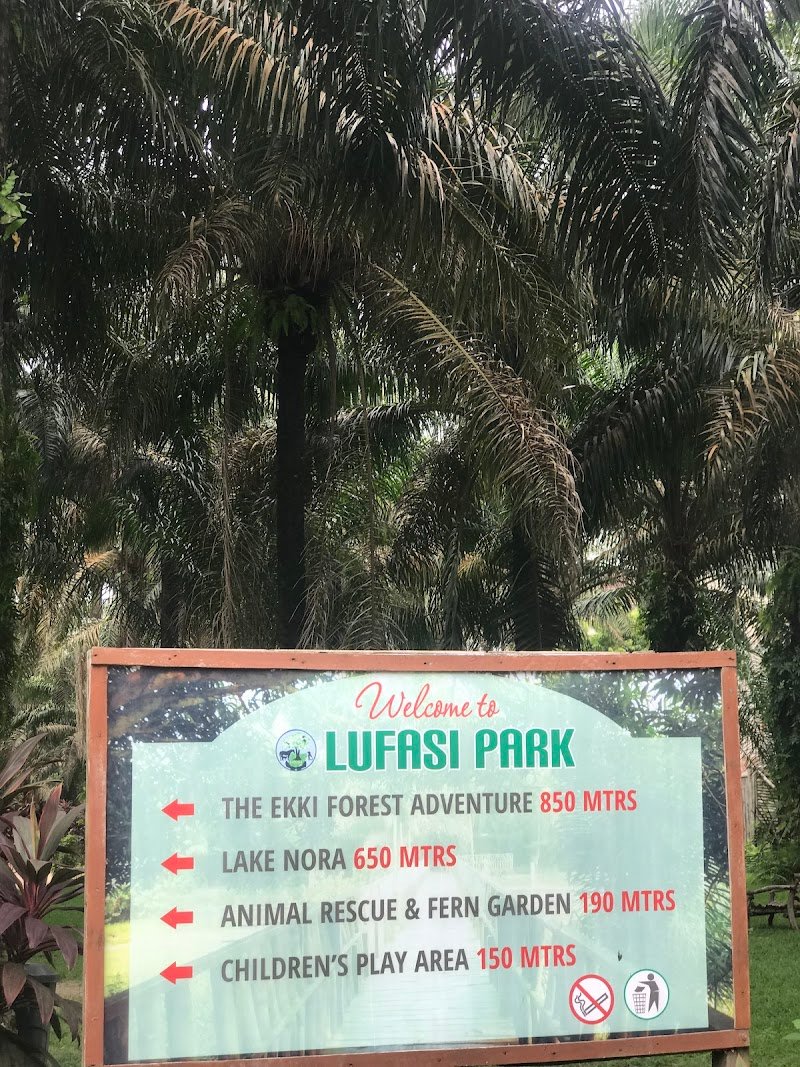 Welcome to
LUFASI PARK
THE EKKI FOREST ADVENTURE 850 MTRS
LAKE NORA 650 MTRS
ANIMAL RESCUE & FERN GARDEN 190 MTRS
CHILDREN'S PLAY AREA 150 MTRS